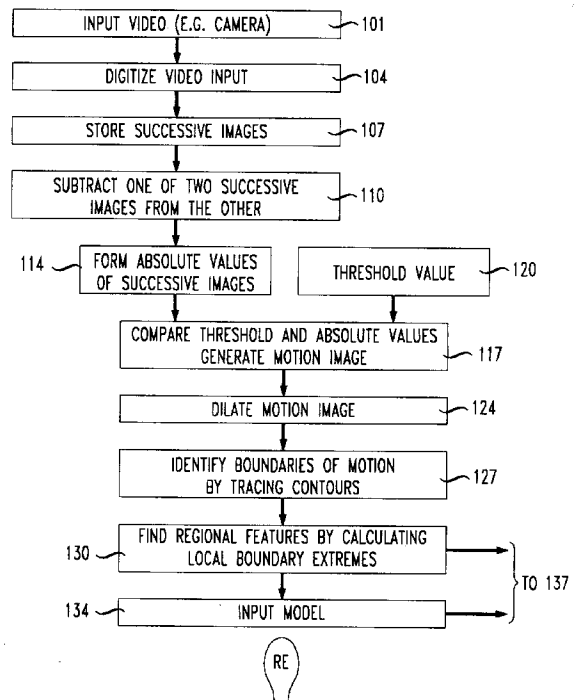 INPUT VIDEO (E.G. CAMERA)
101
DIGITIZE VIDEO INPUT
104
STORE SUCCESSIVE IMAGES
107
SUBTRACT ONE OF TWO SUCCESSIVE
IMAGES FROM THE OTHER
110
114
FORM ABSOLUTE VALUES
OF SUCCESSIVE IMAGES
THRESHOLD VALUE
120
COMPARE THRESHOLD AND ABSOLUTE VALUES
GENERATE MOTION IMAGE
117
DILATE MOTION IMAGE
124
IDENTIFY BOUNDARIES OF MOTION
BY TRACING CONTOURS
127
130
FIND REGIONAL FEATURES BY CALCULATING
LOCAL BOUNDARY EXTREMES
TO 137
134
INPUT MODEL
RE